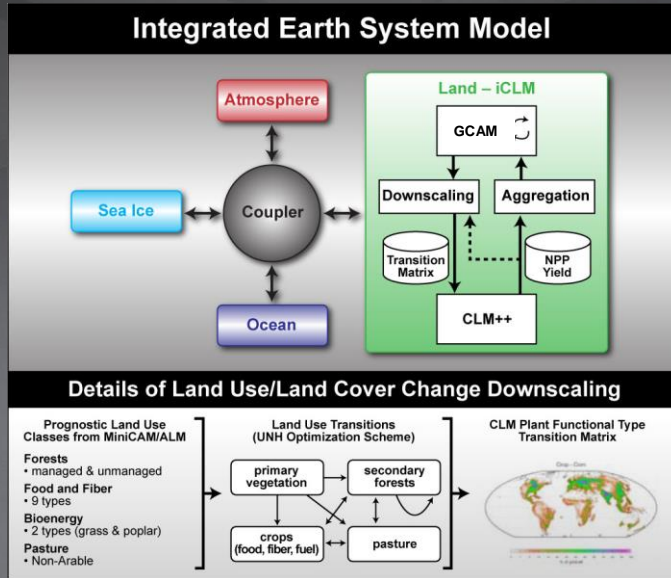 Integrated Earth System Model
Atmosphere
Sea Ice
Coupler
Ocean
Land – iCLM
GCAM
Downscaling
Aggregation
Transition
Matrix
NPP
Yield
CLM++
Details of Land Use/Land Cover Change Downscaling
Prognostic Land Use
Classes from MiniCAM/ALM
Forests
• managed & unmanaged
Food and Fiber
• 9 types
Bioenergy
• 2 types (grass & poplar)
Pasture
• Non-Arable
Land Use Transitions
(UNH Optimization Scheme)
primary
vegetation
secondary
forests
crops
(food, fiber, fuel)
pasture
CLM Plant Functional Type
Transition Matrix
Crop - Corn